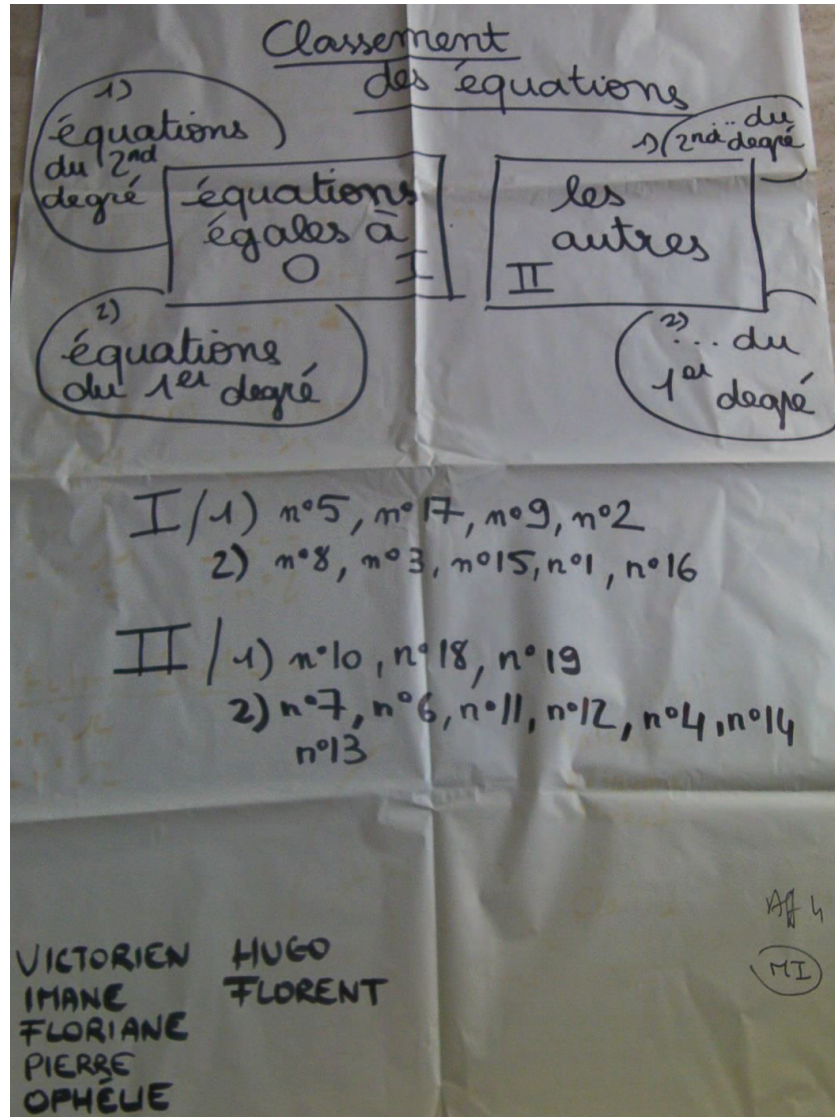 Classement
des équations
1)
équations
du 2nd
degré
équations
égales à
0 I
2)
équations
du 1er degré
1) ... du
2nd degré
les
autres
II
2)
... du
1er
degré
I/1) n°5, n°17, n°9, n°2
2) n°8, n°3, n°15, n°1, n°16
II/1) n°10, n°18, n°19
2) n°7, n°6, n°11, n°12, n°4, n°14
n°13
Aff 4
MI
VICTORIEN HUGO
IMANE FLORENT
FLORIANE
PIERRE
OPHÉLIE